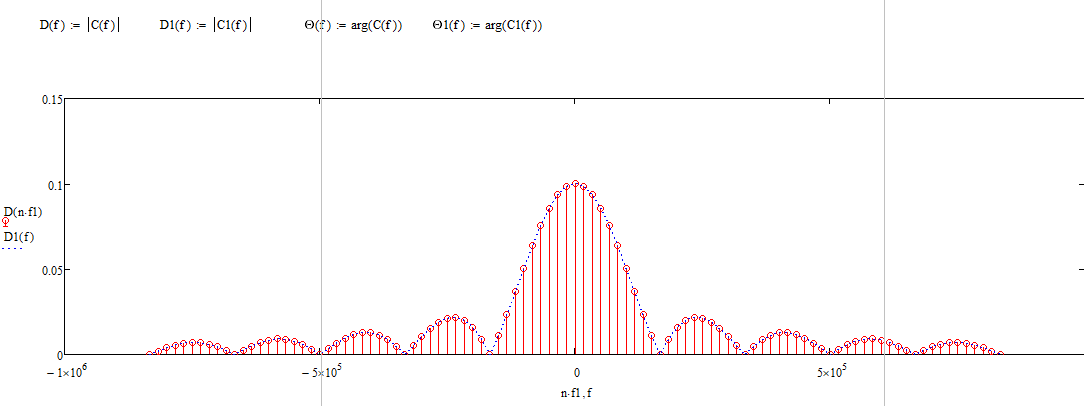 D(f) := |C(f)| D1(f) := |C1(f)| Θ(f) := arg(C(f)) Θ1(f) := arg(C1(f))
0.15
0.1
D(n·f1)
D1(f)
0.05
0
−1×10⁶ −5×10⁵ 0 5×10⁵
n·f1,f